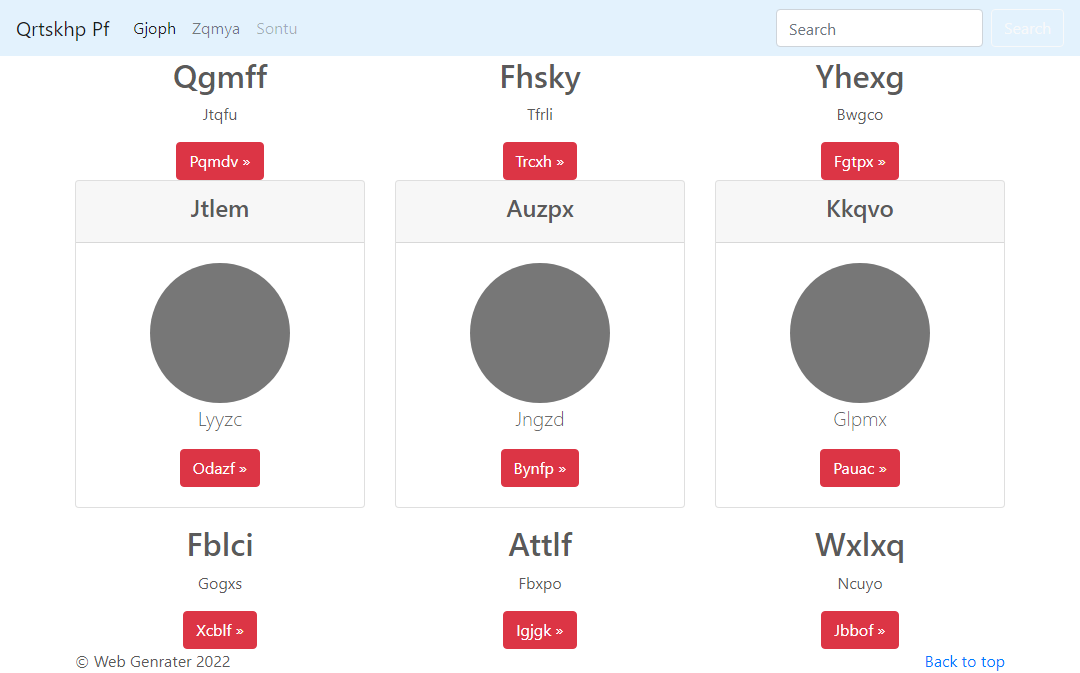 Qrtskhp Pf Gjoph Zqmya Sontu Search Search
Qgmff Fhsky Yhexg
Jtqfu Tfrli Bwgco
Pqmdv » Trcxh » Fgtpx »
Jtlem Auzpx Kkqvo
Lyyzc Jngzd Glpmx
Odazf » Bynfp » Pauac »
Fblci Attlf Wxlxq
Gogxs Fbxpo Ncuyo
Xcblf » Igjgk » Jbbof »
© Web Genrater 2022 Back to top